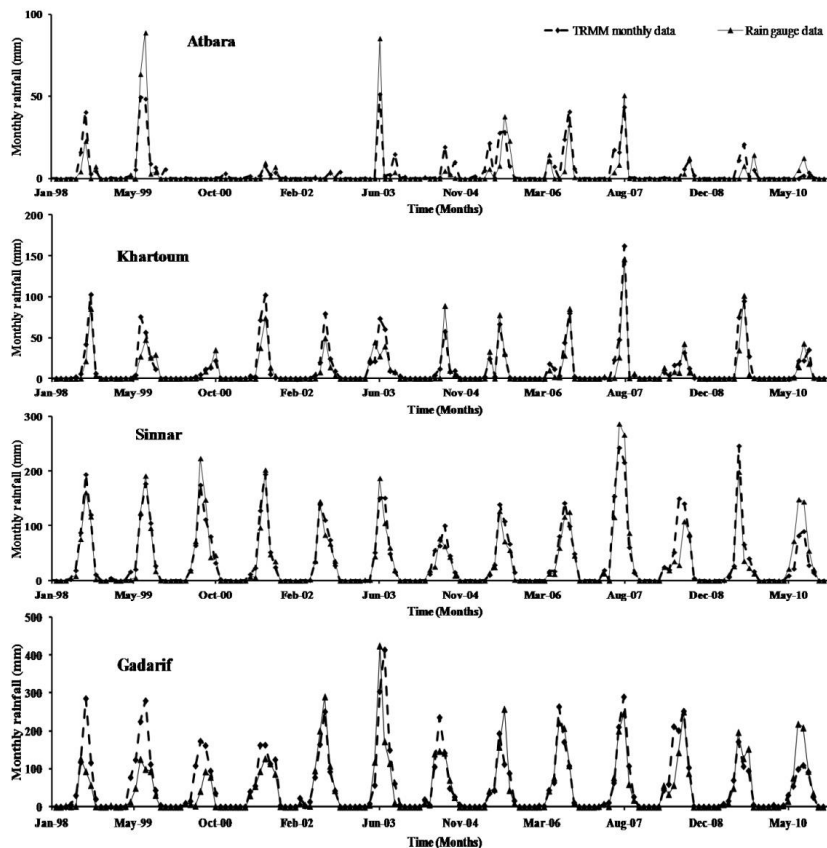 100
Atbara
TRMM monthly data
Rain gauge data
Monthly rainfall (mm)
50
0
Jan-98 May-99 Oct-00 Feb-02 Jun-03 Nov-04 Mar-06 Aug-07 Dec-08 May-10
Time (Months)
200
Khartoum
150
Monthly rainfall (mm)
100
50
0
Jan-98 May-99 Oct-00 Feb-02 Jun-03 Nov-04 Mar-06 Aug-07 Dec-08 May-10
Time (Months)
300
Sinnar
200
Monthly rainfall (mm)
100
0
Jan-98 May-99 Oct-00 Feb-02 Jun-03 Nov-04 Mar-06 Aug-07 Dec-08 May-10
Time (Months)
500
Gadarif
400
Monthly rainfall (mm)
300
200
100
0
Jan-98 May-99 Oct-00 Feb-02 Jun-03 Nov-04 Mar-06 Aug-07 Dec-08 May-10
Time (Months)